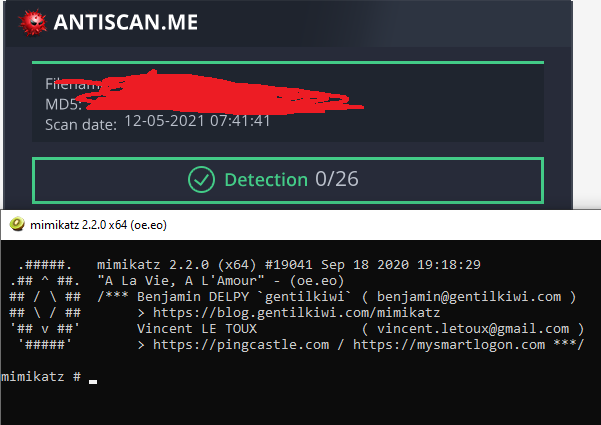 ANTISCAN.ME
Filename
MD5:
Scan date: 12-05-2021 07:41:41
Detection 0/26
mimikatz 2.2.0 x64 (oe.eo)
.#####. mimikatz 2.2.0 (x64) #19041 Sep 18 2020 19:18:29
.## ^ ##. "A La Vie, A L'Amour" - (oe.eo)
## / \ ## /*** Benjamin DELPY `gentilkiwi` ( benjamin@gentilkiwi.com )
## \ / ## > https://blog.gentilkiwi.com/mimikatz
'## v ##' Vincent LE TOUX ( vincent.letoux@gmail.com )
'#####' > https://pingcastle.com / https://mysmartlogon.com ***/
mimikatz # _